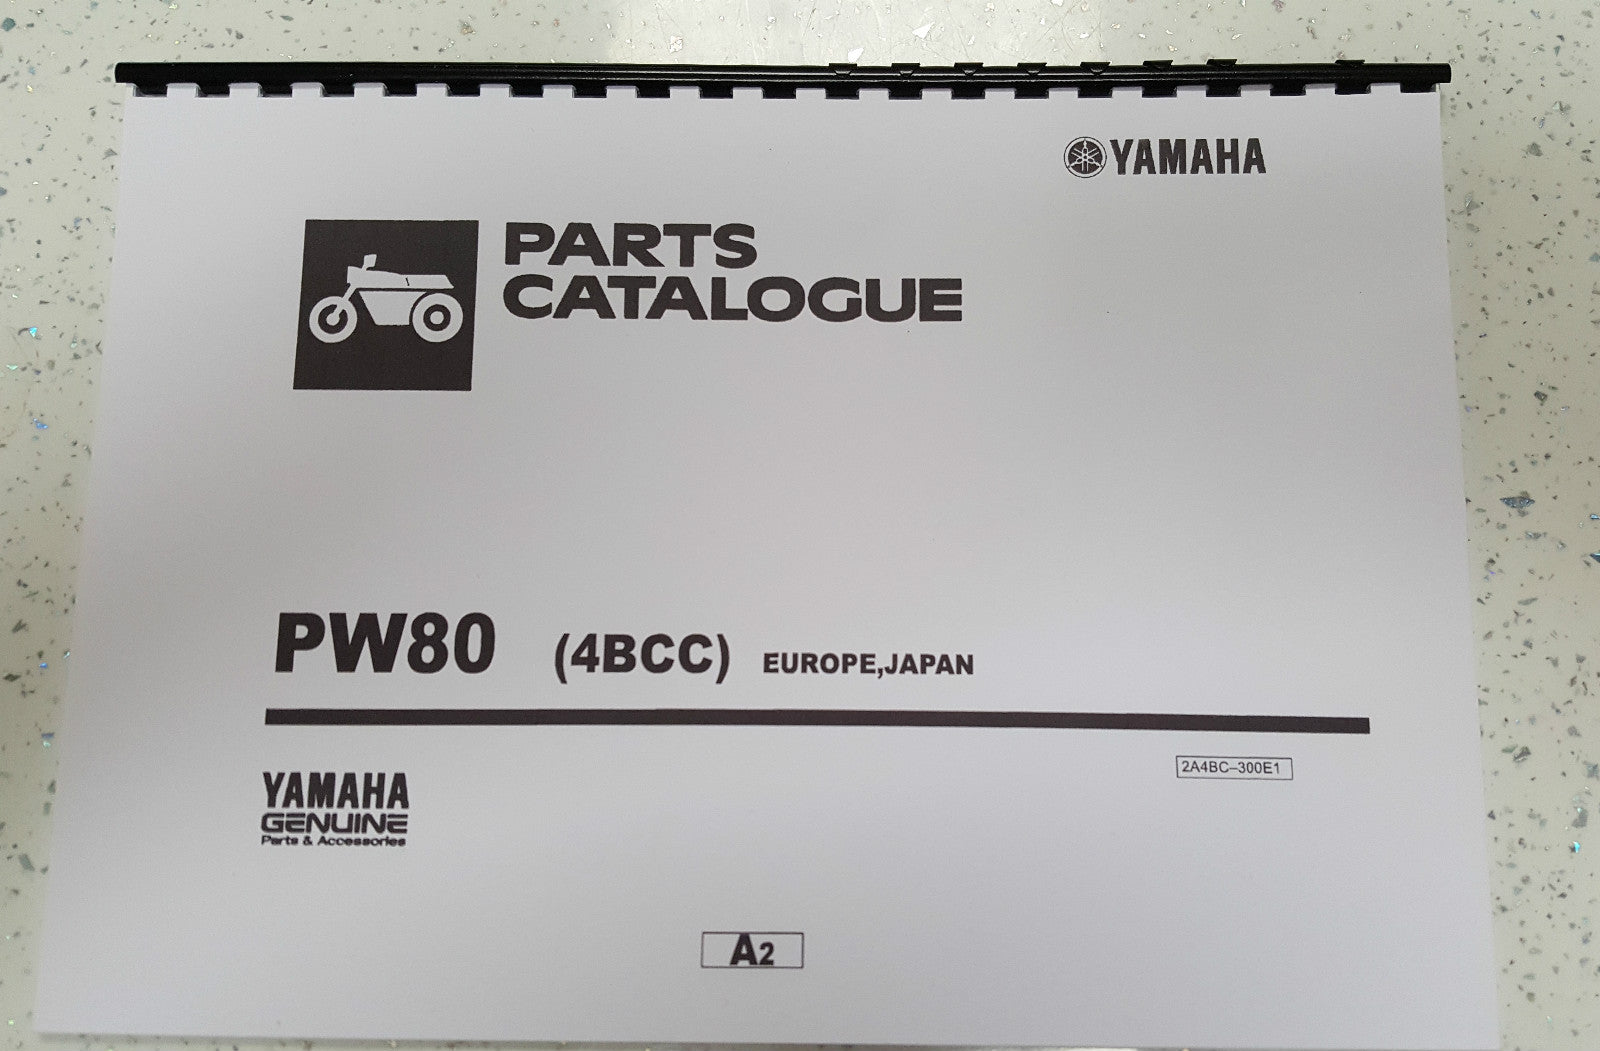 YAMAHA
PARTS
CATALOGUE
PW80 (4BCC) EUROPE,JAPAN
2A4BC–300E1
YAMAHA
GENUINE
Parts & Accessories
A2